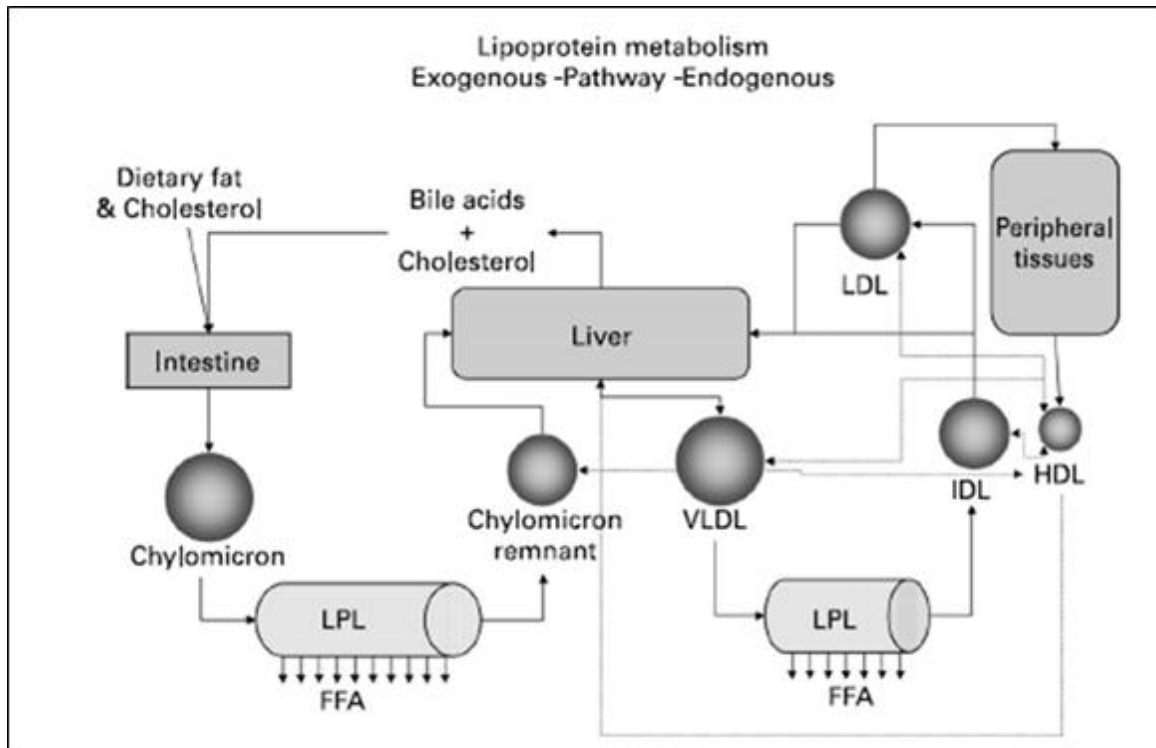 Lipoprotein metabolism
Exogenous -Pathway -Endogenous
Dietary fat
& Cholesterol
Bile acids
+
Cholesterol
Peripheral
tissues
LDL
Liver
Intestine
HDL
IDL
VLDL
Chylomicron
remnant
Chylomicron
LPL
LPL
FFA
FFA